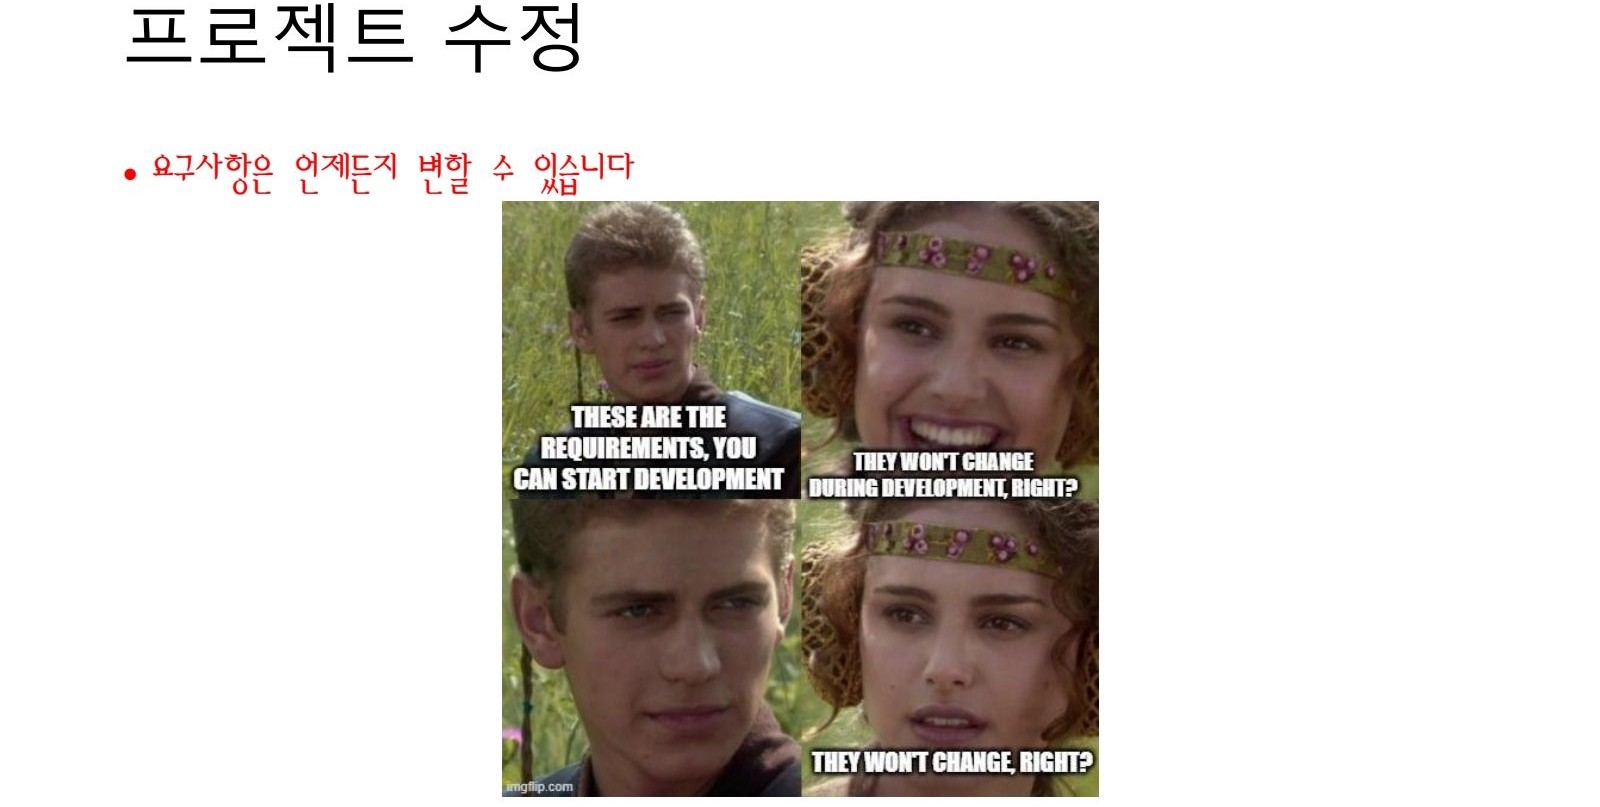 프로젝트 수정
• 요구사항은 언제든지 변할 수 있습니다
THESE ARE THE
REQUIREMENTS, YOU
CAN START DEVELOPMENT
THEY WON'T CHANGE
DURING DEVELOPMENT, RIGHT?
THEY WON'T CHANGE, RIGHT?
imgflip.com